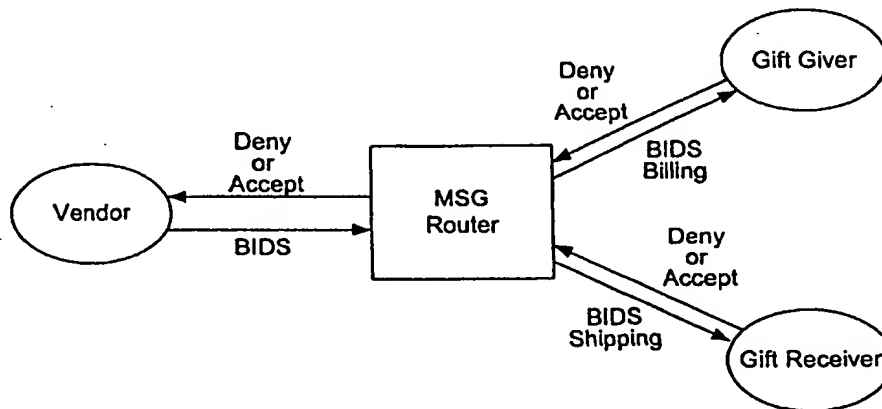 Gift Giver
Deny
or
Accept
BIDS
Billing
Deny
or
Accept
MSG
Router
Vendor
BIDS
Deny
or
Accept
BIDS
Shipping
Gift Receiver